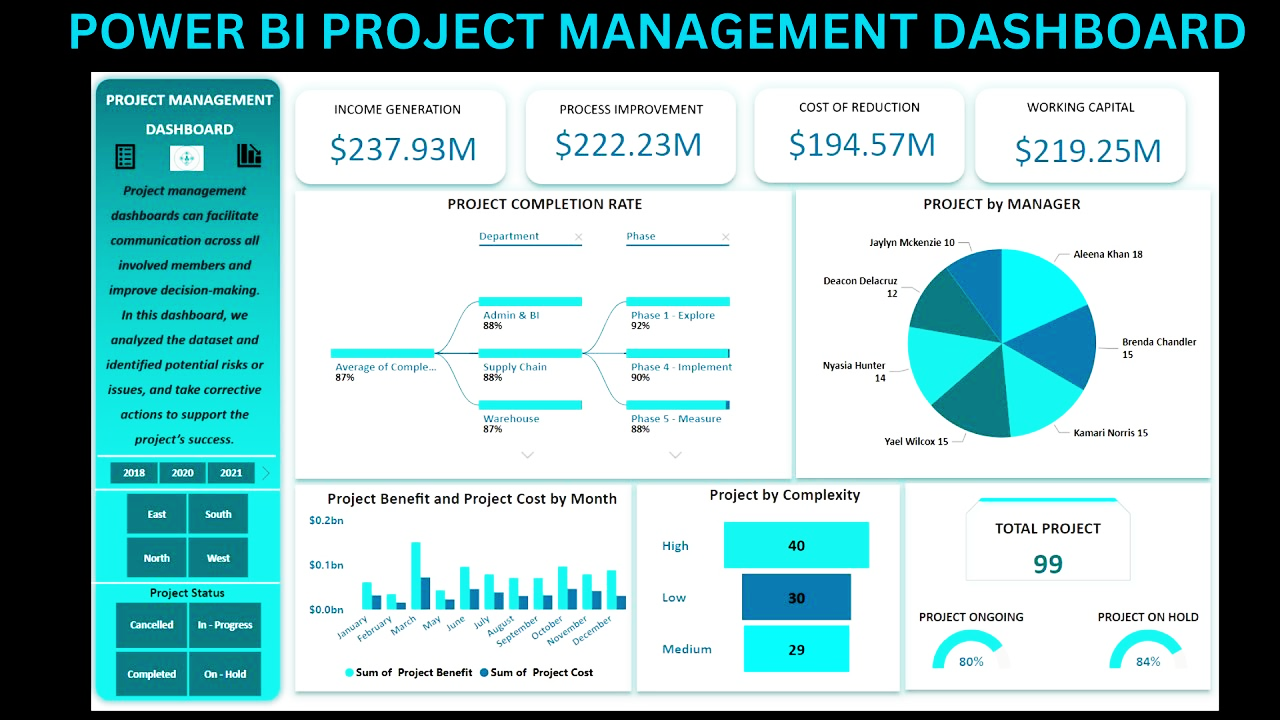 POWER BI PROJECT MANAGEMENT DASHBOARD
PROJECT MANAGEMENT
DASHBOARD
Project management
dashboards can facilitate
communication across all
involved members and
improve decision-making.
In this dashboard, we
analyzed the dataset and
identified potential risks or
issues, and take corrective
actions to support the
project's success.
2018
2020
2021
East
South
North
West
Project Status
Cancelled
In - Progress
Completed
On - Hold
INCOME GENERATION
$237.93M
PROCESS IMPROVEMENT
$222.23M
COST OF REDUCTION
$194.57M
WORKING CAPITAL
$219.25M
PROJECT COMPLETION RATE
Department
Phase
Average of Comple...
87%
Admin & BI
88%
Supply Chain
88%
Warehouse
87%
Phase 1 - Explore
92%
Phase 4 - Implement
90%
Phase 5 - Measure
88%
PROJECT by MANAGER
Jaylyn Mckenzie 10
Aleena Khan 18
Deacon Delacruz
12
Brenda Chandler
15
Nyasia Hunter
14
Yael Wilcox 15
Kamari Norris 15
Project Benefit and Project Cost by Month
$0.2bn
$0.1bn
$0.0bn
January
February
March
May
June
July
August
September
October
November
December
Sum of Project Benefit
Sum of Project Cost
Project by Complexity
High
40
Low
30
Medium
29
TOTAL PROJECT
99
PROJECT ONGOING
80%
PROJECT ON HOLD
84%